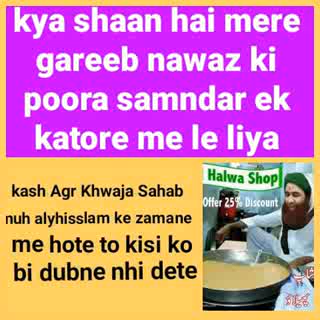 kya shaan hai mere
gareeb nawaz ki
poora samndar ek
katore me le liya
kash Agr Khwaja Sahab
nuh alyhisslam ke zamane
me hote to kisi ko
bi dubne nhi dete
Halwa Shop
Offer 25% Discount